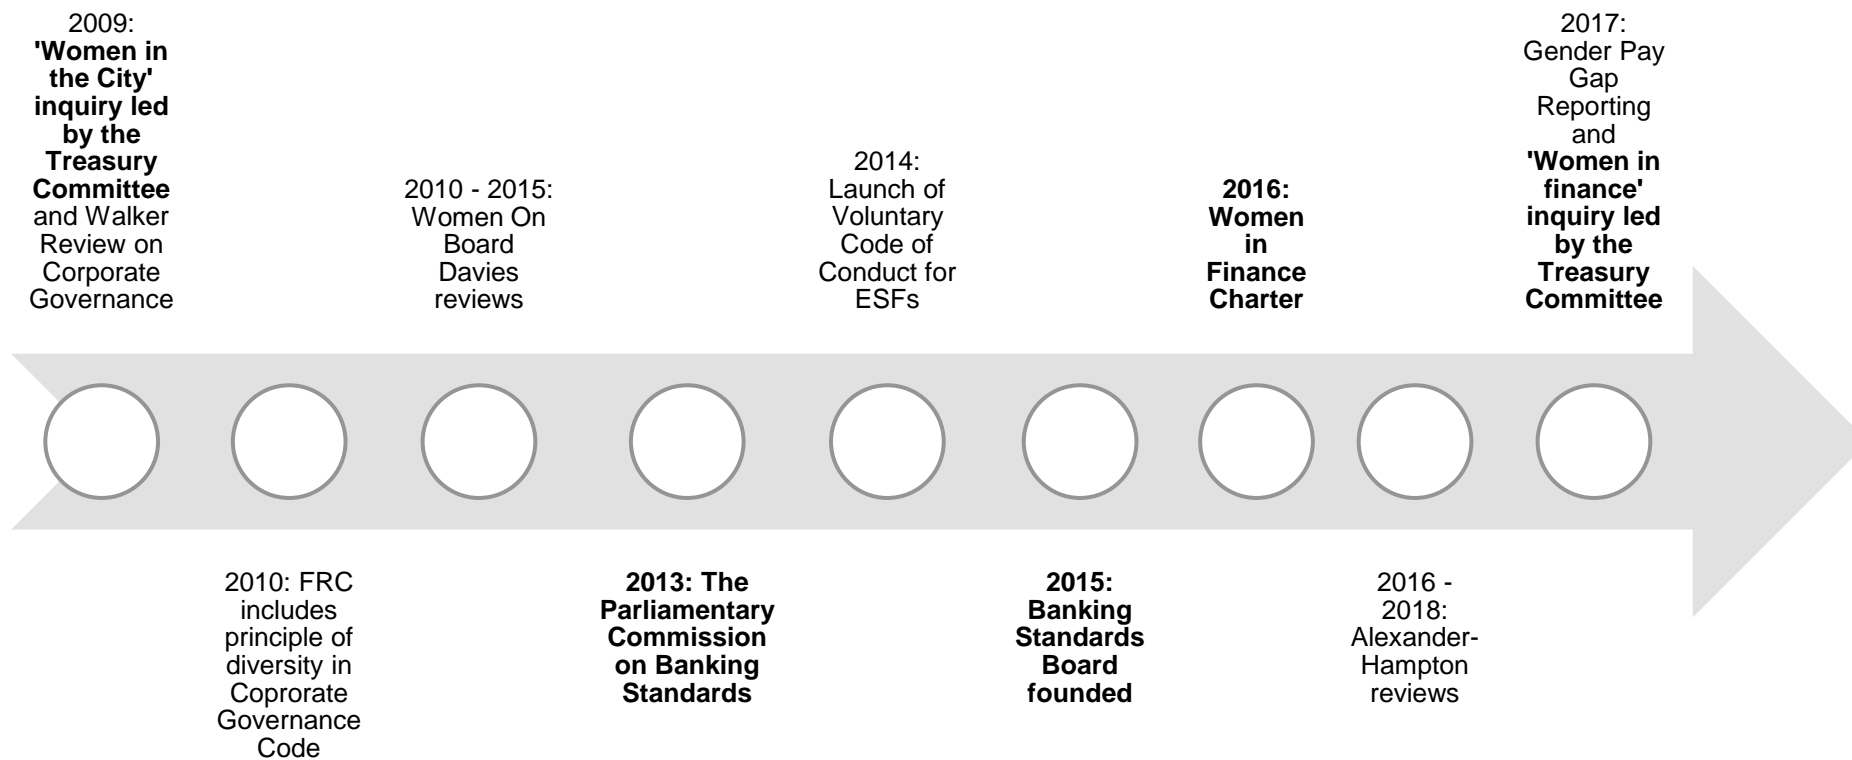 2009:
'Women in
the City'
inquiry led
by the
Treasury
Committee
and Walker
Review on
Corporate
Governance
2010: FRC
includes
principle of
diversity in
Coprorate
Governance
Code
2010 - 2015:
Women On
Board
Davies
reviews
2013: The
Parliamentary
Commission
on Banking
Standards
2014:
Launch of
Voluntary
Code of
Conduct for
ESFs
2015:
Banking
Standards
Board
founded
2016:
Women
in
Finance
Charter
2016 -
2018:
Alexander-
Hampton
reviews
2017:
Gender Pay
Gap
Reporting
and
'Women in
finance'
inquiry led
by the
Treasury
Committee